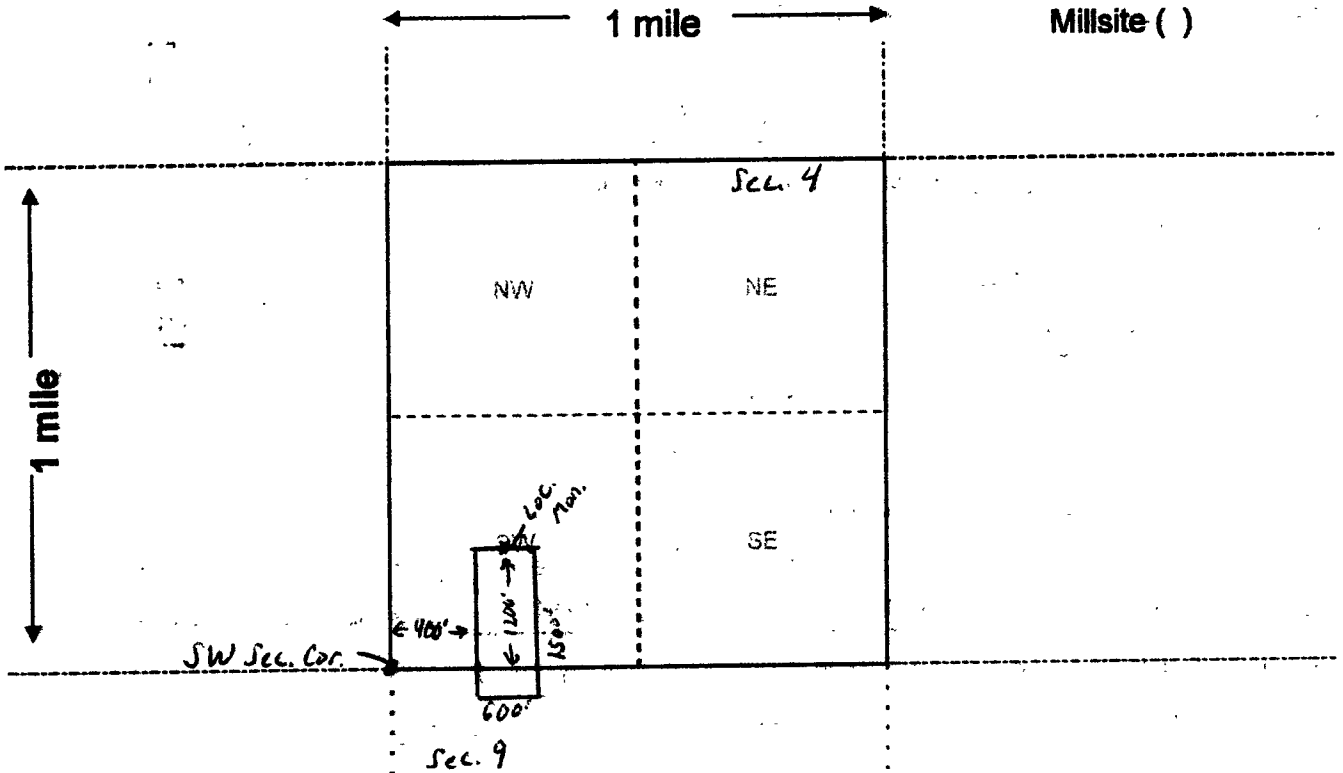 1 mile
Millsite ( )
Sec. 4
NW
NE
1 mile
Loc.
Mon.
SE
1200'
400'
1500'
SW Sec. Cor.
600'
Sec. 9